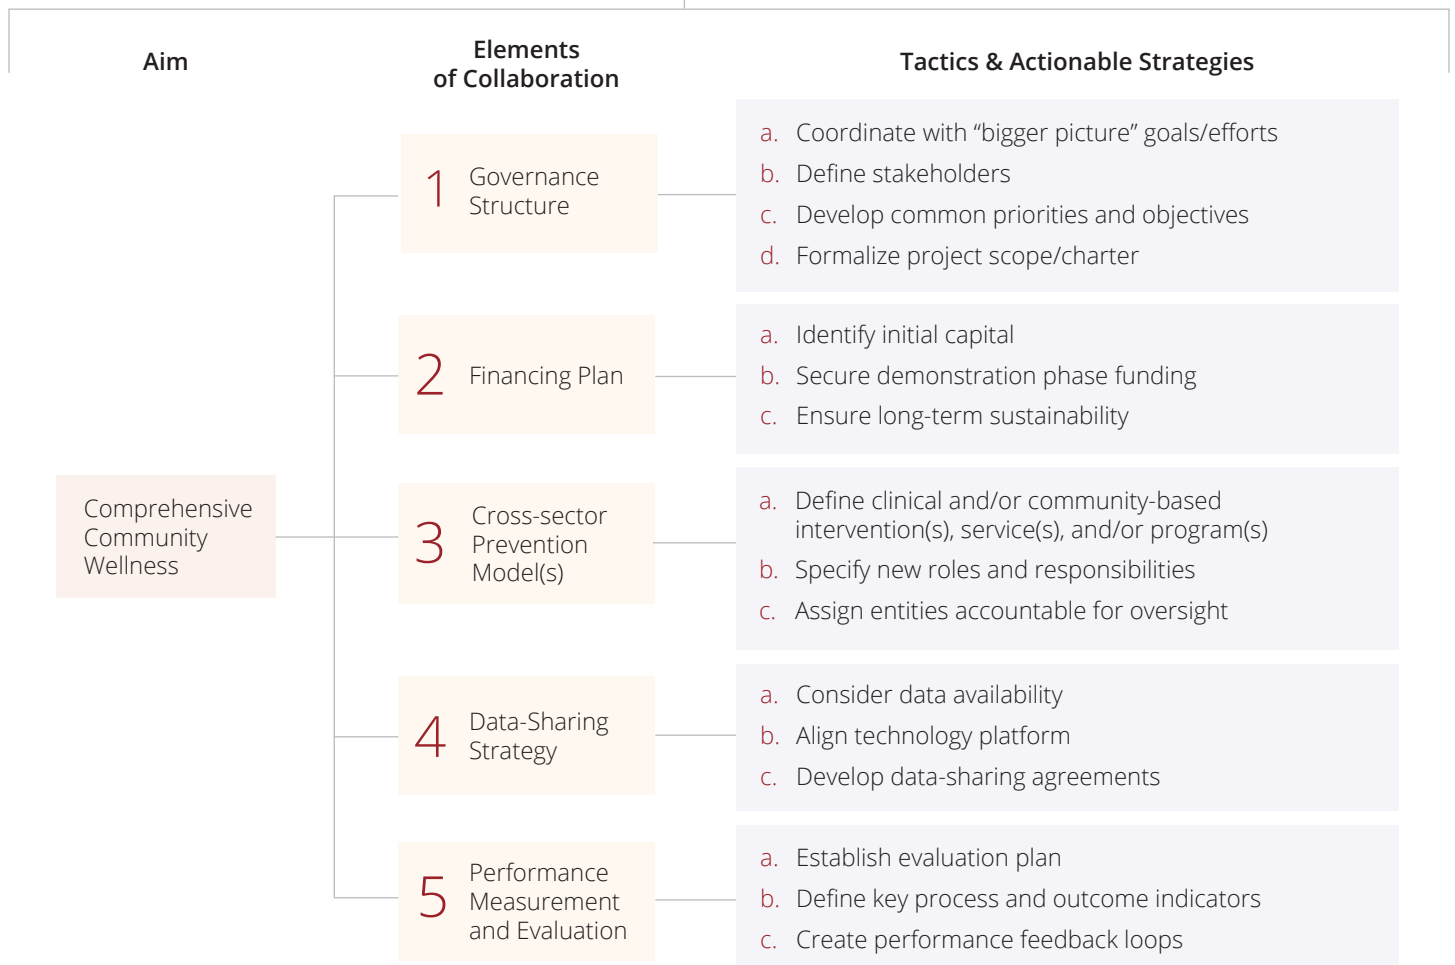 Aim
Elements
of Collaboration
Tactics & Actionable Strategies
Comprehensive
Community
Wellness
1
Governance
Structure
a. Coordinate with “bigger picture” goals/efforts
b. Define stakeholders
c. Develop common priorities and objectives
d. Formalize project scope/charter
2
Financing Plan
a. Identify initial capital
b. Secure demonstration phase funding
c. Ensure long-term sustainability
3
Cross-sector
Prevention
Model(s)
a. Define clinical and/or community-based
intervention(s), service(s), and/or program(s)
b. Specify new roles and responsibilities
c. Assign entities accountable for oversight
4
Data-Sharing
Strategy
a. Consider data availability
b. Align technology platform
c. Develop data-sharing agreements
5
Performance
Measurement
and Evaluation
a. Establish evaluation plan
b. Define key process and outcome indicators
c. Create performance feedback loops